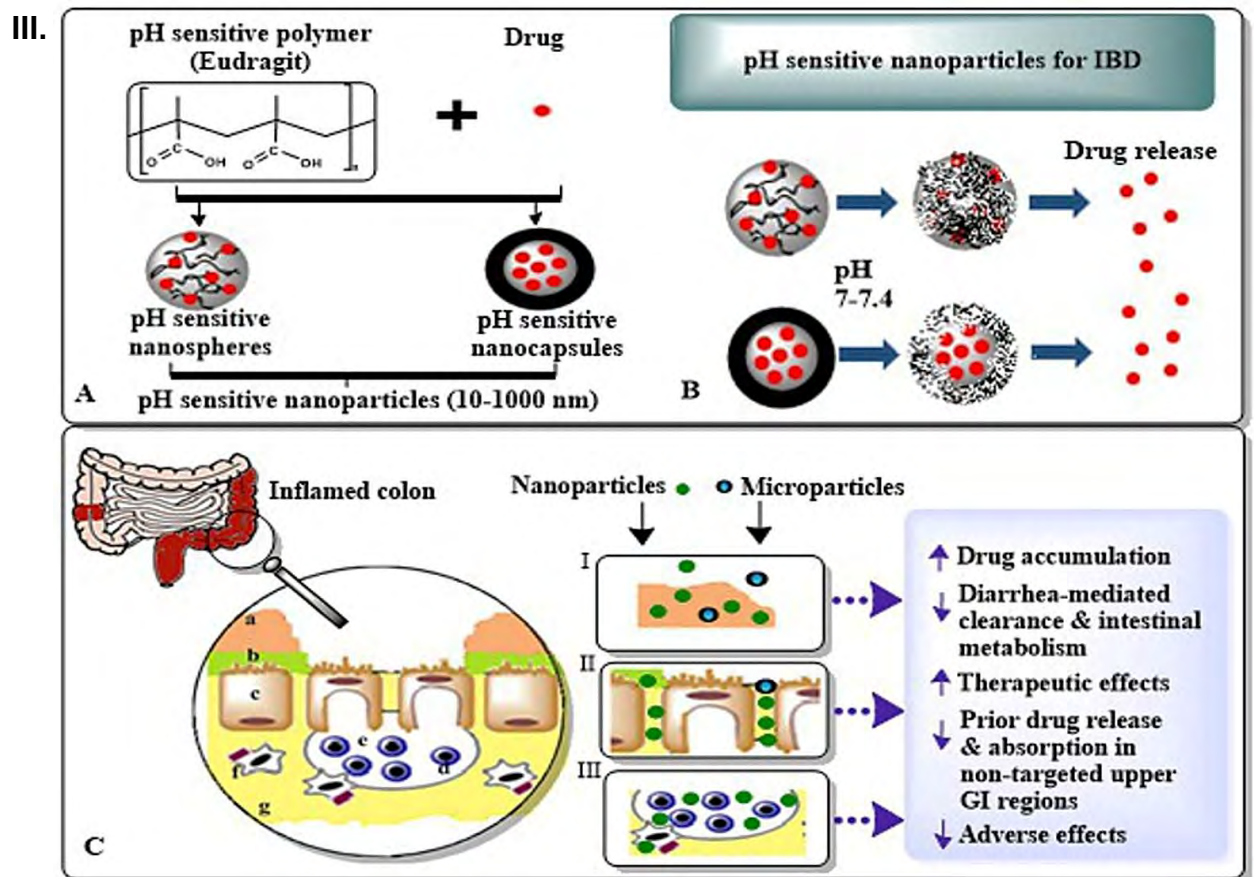 III.
pH sensitive polymer
(Eudragit)
Drug
O
C
OH
O
C
OH
n
pH sensitive
nanospheres
pH sensitive
nanocapsules
A
pH sensitive nanoparticles (10-1000 nm)
pH sensitive nanoparticles for IBD
Drug release
pH
7-7.4
B
Inflamed colon
a
b
c
e
d
f
g
C
Nanoparticles
Microparticles
I
II
III
Drug accumulation
Diarrhea-mediated
clearance & intestinal
metabolism
Therapeutic effects
Prior drug release
& absorption in
non-targeted upper
GI regions
Adverse effects